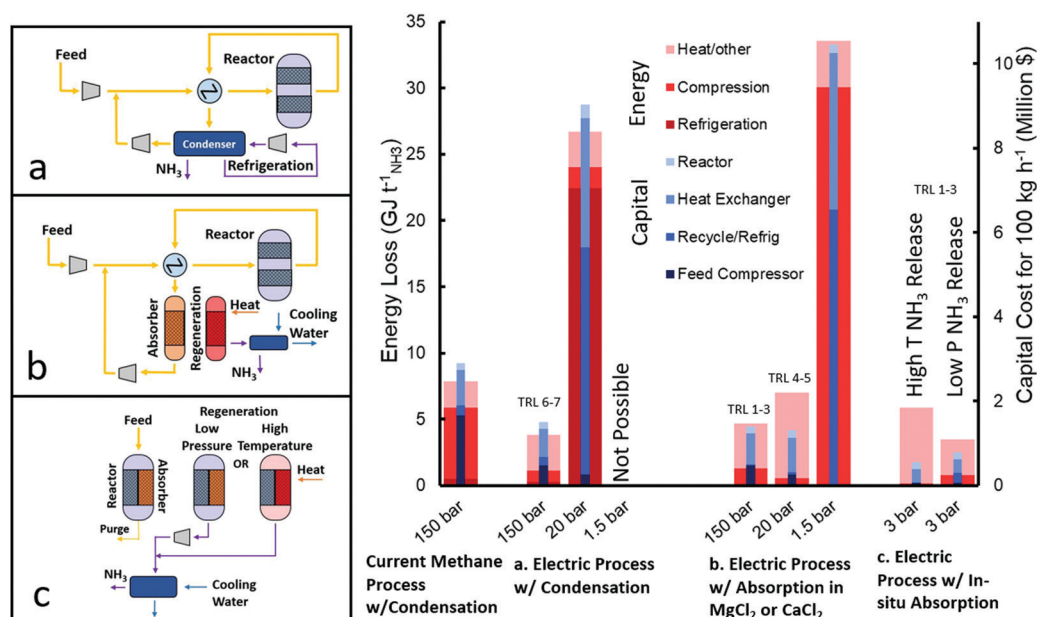 Feed
Reactor
Condenser
NH3
Refrigeration
a
Feed
Reactor
Absorber
Regeneration
Heat
Cooling
Water
NH3
b
Feed
Regeneration
Low
Pressure
OR
High
Temperature
Reactor
Absorber
Heat
Purge
NH3
Cooling
Water
c
Energy Loss (GJ t⁻¹NH3)
35
30
25
20
15
10
5
0
Energy
Heat/other
Compression
Refrigeration
Capital
Reactor
Heat Exchanger
Recycle/Refrig
Feed Compressor
TRL 6-7
Not Possible
TRL 1-3
TRL 4-5
TRL 1-3
High T NH3 Release
Low P NH3 Release
Capital Cost for 100 kg h⁻¹ (Million $)
10
8
6
4
2
0
150 bar
150 bar
20 bar
1.5 bar
150 bar
20 bar
1.5 bar
3 bar
3 bar
Current Methane
Process
w/Condensation
a. Electric Process
w/ Condensation
b. Electric Process
w/ Absorption in
MgCl2 or CaCl2
c. Electric
Process w/ In-
situ Absorption